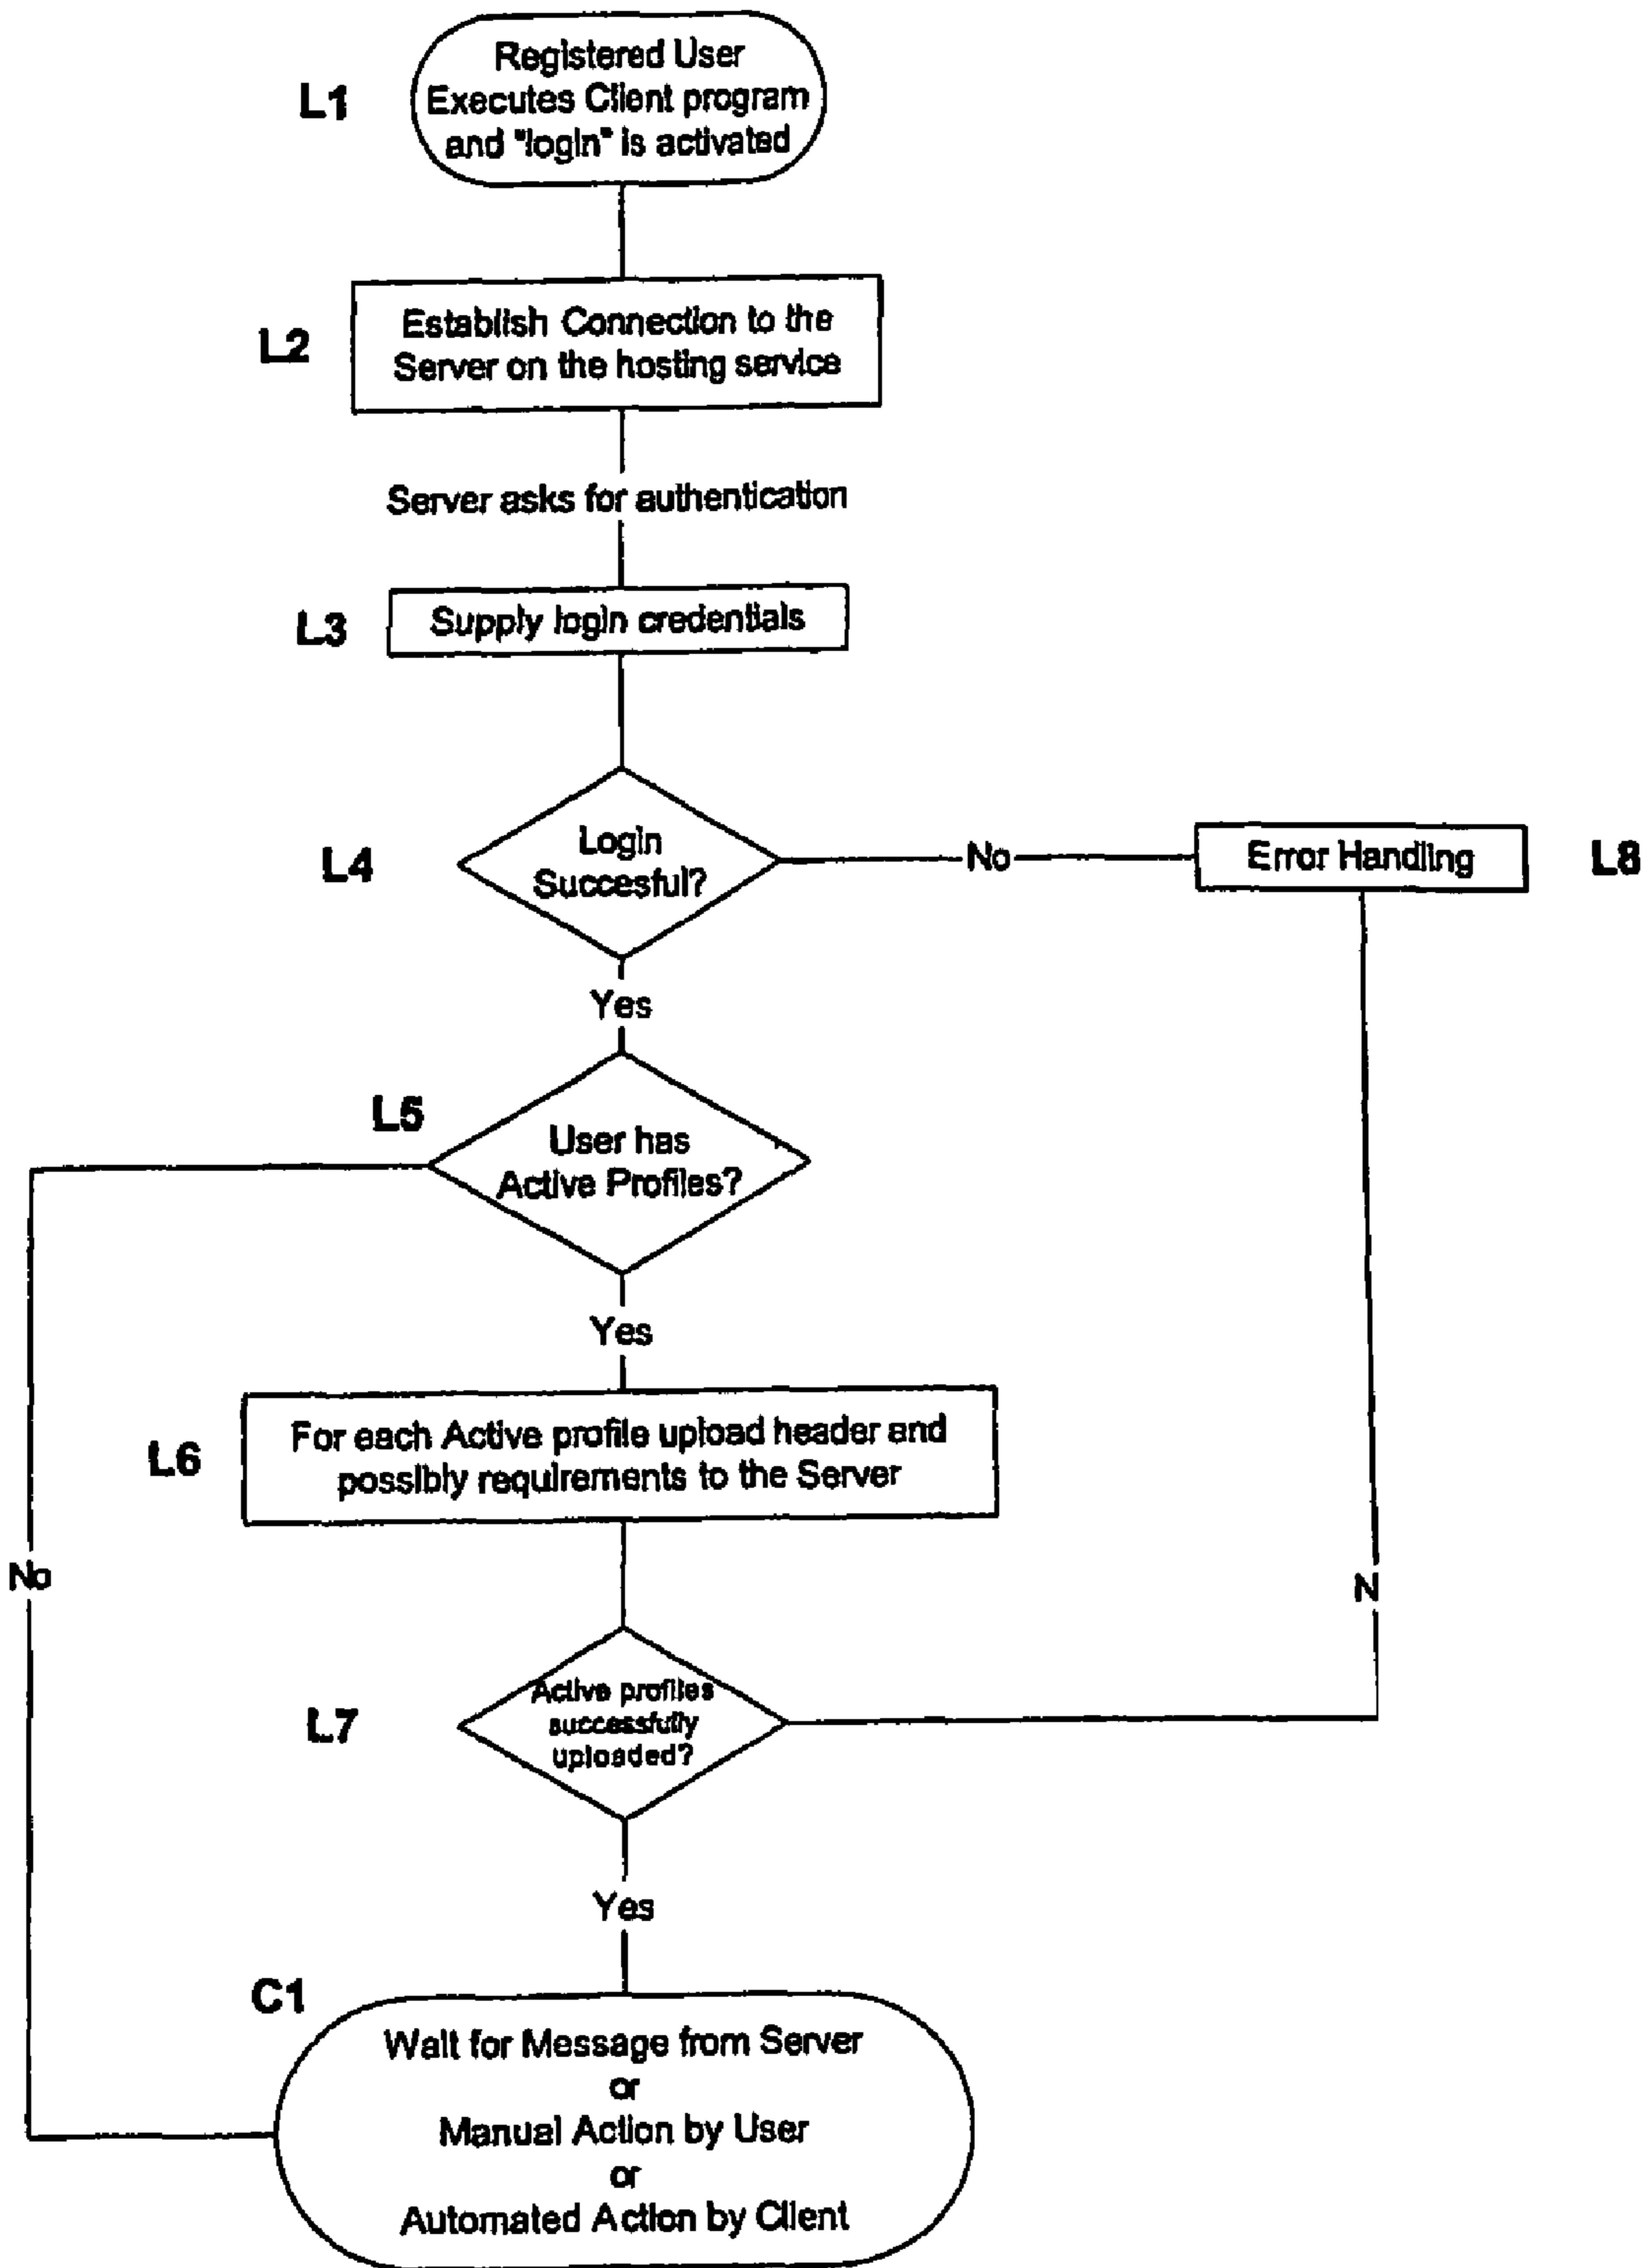 L1
Registered User
Executes Client program
and "login" is activated
L2
Establish Connection to the
Server on the hosting service
Server asks for authentication
L3
Supply login credentials
L4
Login
Succesful?
No
Error Handling
L8
Yes
L5
User has
Active Profiles?
Yes
L6
For each Active profile upload header and
possibly requirements to the Server
No
N
L7
Active profiles
successfully
uploaded?
Yes
C1
Wait for Message from Server
or
Manual Action by User
or
Automated Action by Client